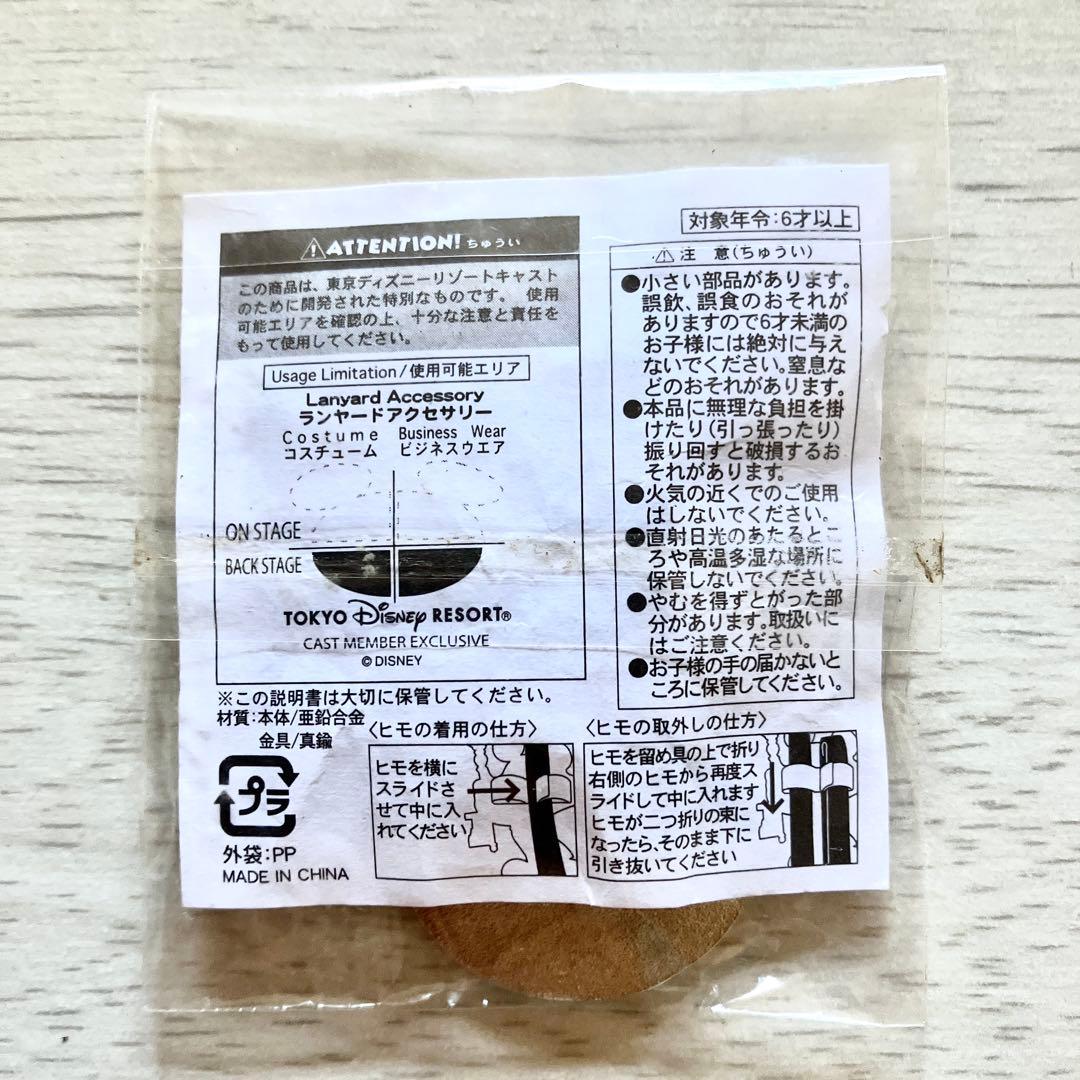 ATTENTION! ちゅうい
この商品は、東京ディズニーリゾートキャスト
のために開発された特別なものです。 使用
可能エリアを確認の上、十分な注意と責任を
もって使用してください。
Usage Limitation/使用可能エリア
Lanyard Accessory
ランヤードアクセサリー
Costume Business Wear
コスチューム ビジネスウエア
ON STAGE
BACK STAGE
TOKYO Disney RESORT®
CAST MEMBER EXCLUSIVE
© DISNEY
対象年令:6才以上
注 意(ちゅうい)
●小さい部品があります。
誤飲、誤食のおそれが
ありますので6才未満の
お子様には絶対に与え
ないでください。窒息な
どのおそれがあります。
●本品に無理な負担を掛
けたり(引っ張ったり)
振り回すと破損するお
それがあります。
●火気の近くでのご使用
はしないでください。
●直射日光のあたるとこ
ろや高温多湿な場所に
保管しないでください。
●やむを得ずとがった部
分があります。取扱いに
はご注意ください。
●お子様の手の届かないと
ころに保管してください。
※この説明書は大切に保管してください。
材質:本体/亜鉛合金
金具/真鍮
プラ
外袋:PP
MADE IN CHINA
〈ヒモの着用の仕方〉
ヒモを横に
スライドさ
せて中に入
れてください
〈ヒモの取外しの仕方〉
ヒモを留め具の上で折り
右側のヒモから再度ス
ライドして中に入れます
ヒモが二つ折りの束に
なったら、そのまま下に
引き抜いてください